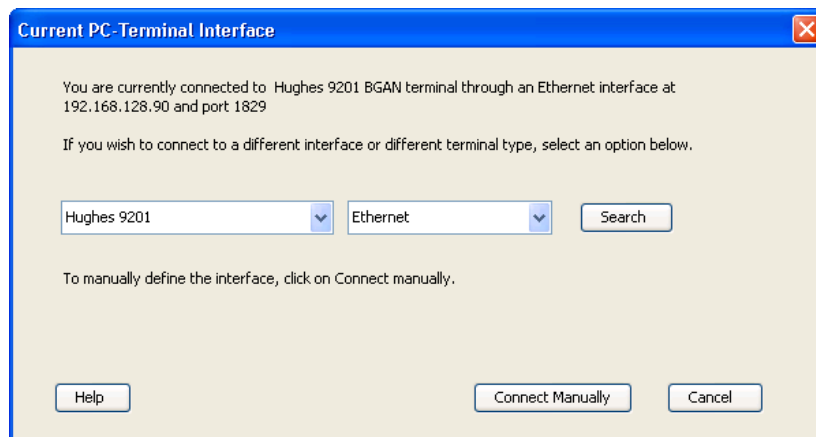 Current PC-Terminal Interface
You are currently connected to Hughes 9201 BGAN terminal through an Ethernet interface at
192.168.128.90 and port 1829
If you wish to connect to a different interface or different terminal type, select an option below.
Hughes 9201
Ethernet
Search
To manually define the interface, click on Connect manually.
Help
Connect Manually
Cancel